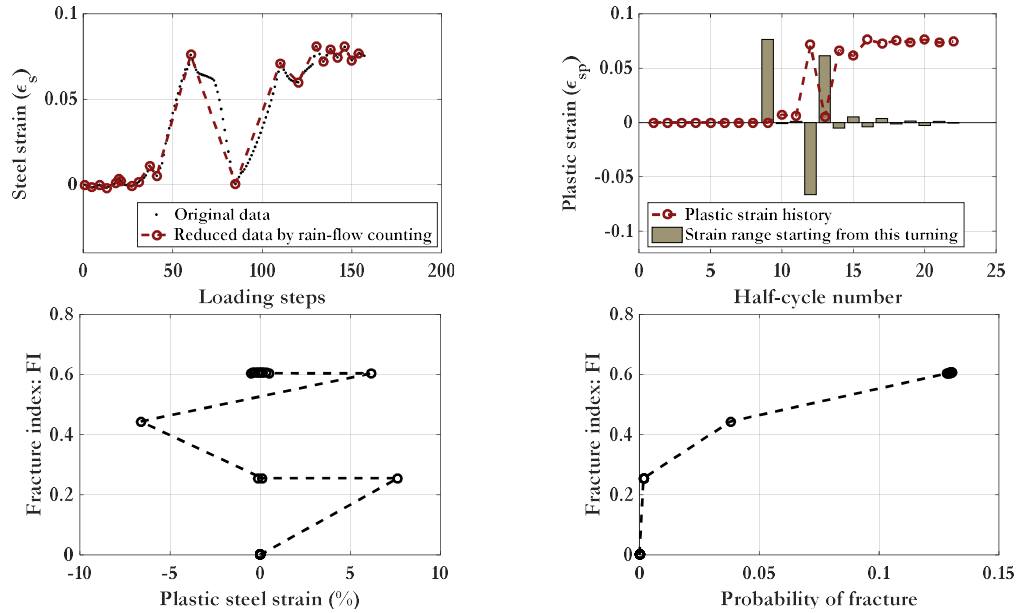 0.1
0.05
0
Steel strain (ϵs)
Original data
Reduced data by rain-flow counting
0 50 100 150 200
Loading steps
0.1
0.05
0
-0.05
-0.1
Plastic strain (ϵsp)
Plastic strain history
Strain range starting from this turning
0 5 10 15 20 25
Half-cycle number
0.8
0.6
0.4
0.2
0
Fracture index: FI
-10 -5 0 5 10
Plastic steel strain (%)
0.8
0.6
0.4
0.2
0
Fracture index: FI
0 0.05 0.1 0.15
Probability of fracture